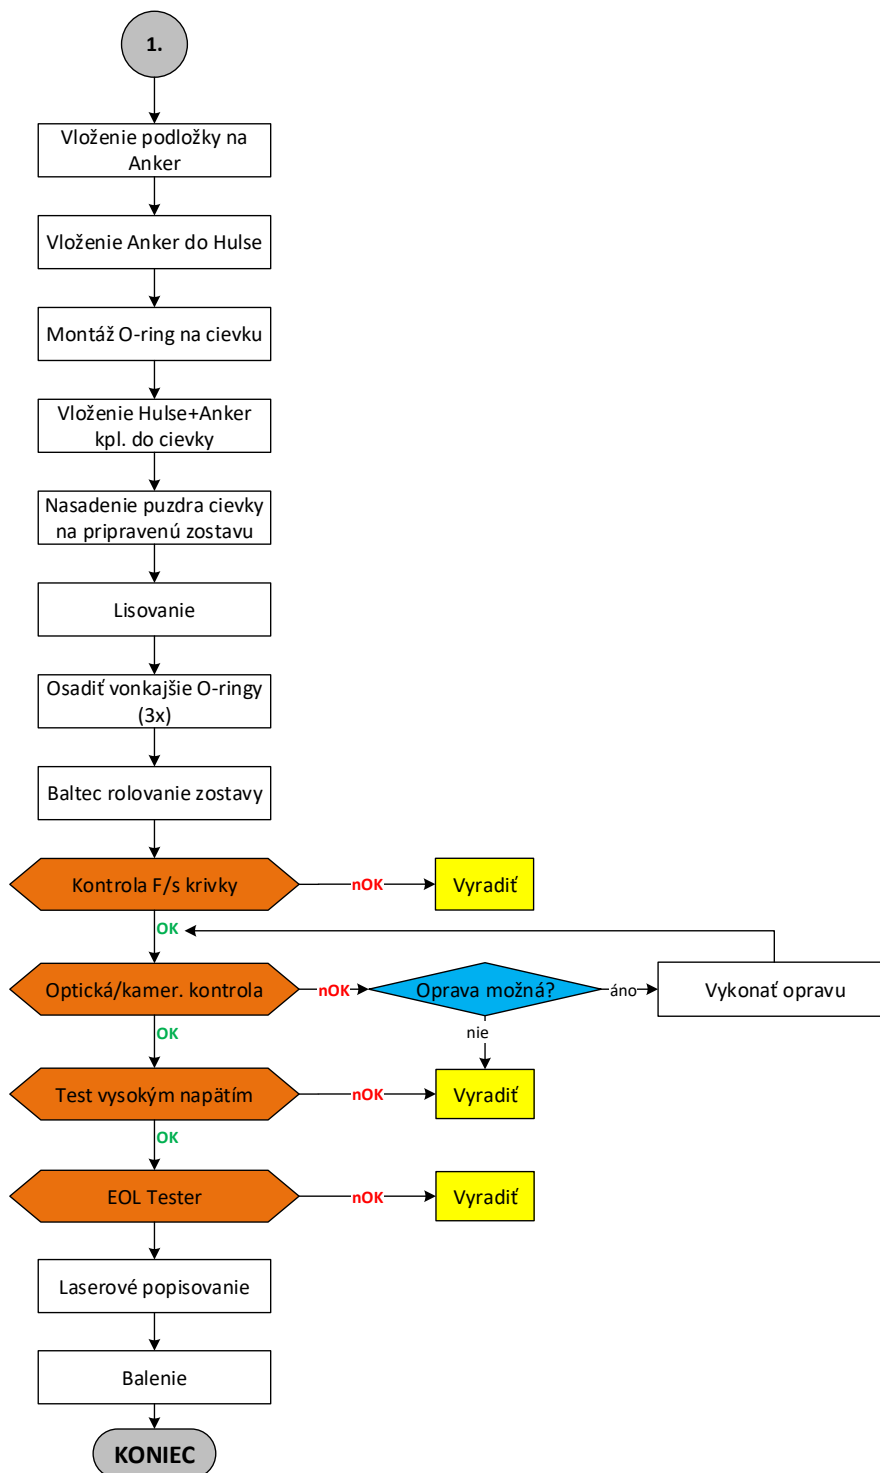 1.
Vloženie podložky na
Anker
Vloženie Anker do Hulse
Montáž O-ring na cievku
Vloženie Hulse+Anker
kpl. do cievky
Nasadenie puzdra cievky
na pripravenú zostavu
Lisovanie
Osadiť vonkajšie O-ringy
(3x)
Baltec rolovanie zostavy
Kontrola F/s krivky
nOK
Vyradiť
OK
Optická/kamer. kontrola
nOK
Oprava možná?
áno
Vykonať opravu
OK
nie
Test vysokým napätím
nOK
Vyradiť
OK
EOL Tester
nOK
Vyradiť
Laserové popisovanie
Balenie
KONIEC